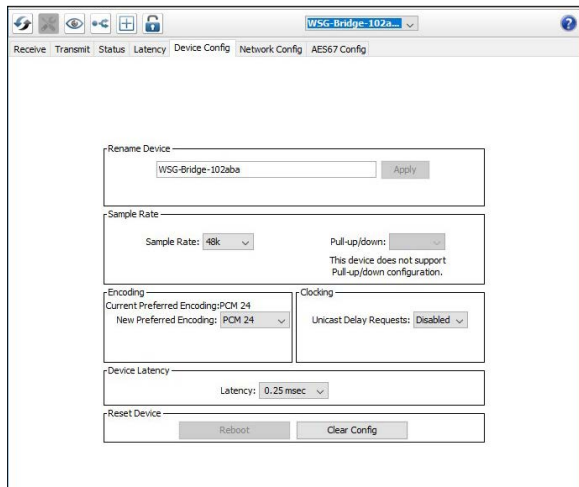 WSG-Bridge-102a...
Receive Transmit Status Latency Device Config Network Config AES67 Config
Rename Device
WSG-Bridge-102aba Apply
Sample Rate
Sample Rate: 48k Pull-up/down:
This device does not support
Pull-up/down configuration.
Encoding Clocking
Current Preferred Encoding:PCM 24
New Preferred Encoding: PCM 24 Unicast Delay Requests: Disabled
Device Latency
Latency: 0.25 msec
Reset Device
Reboot Clear Config